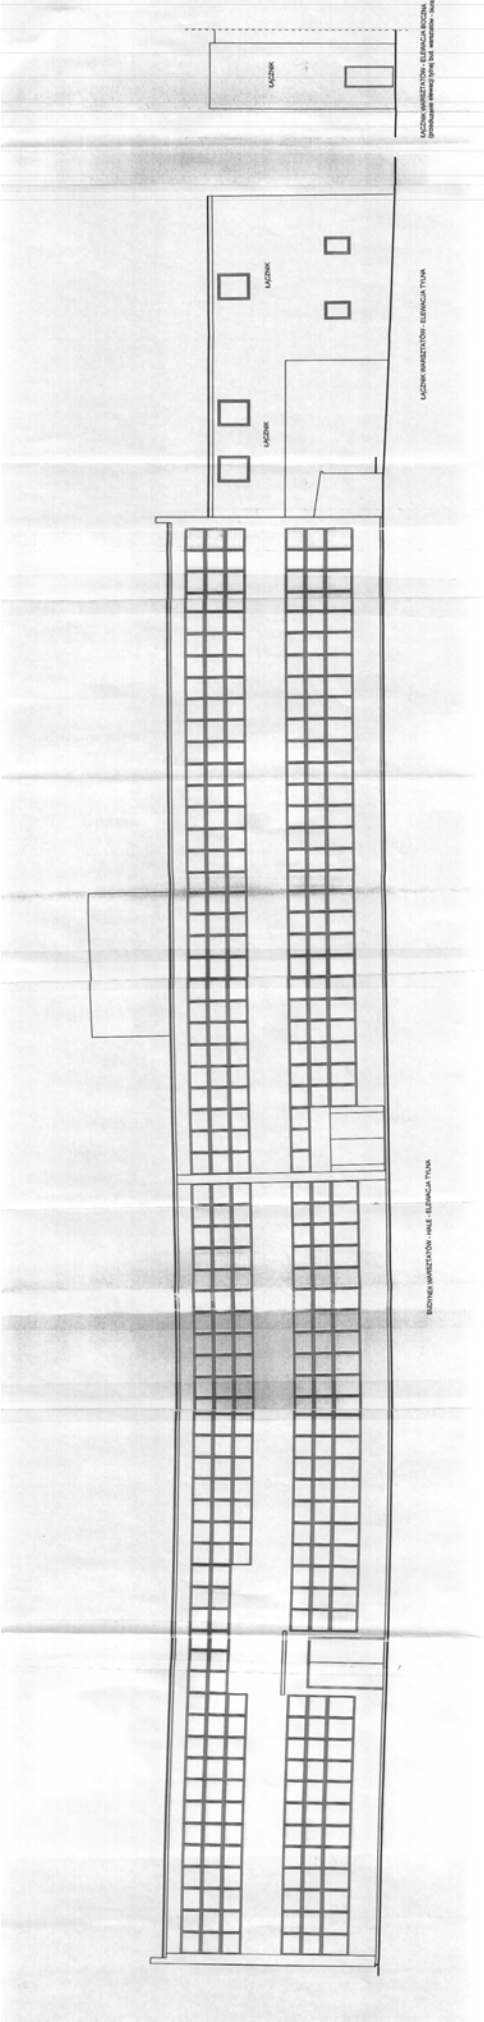 ŁĄCZNIK WARSZTATÓW - ELEWACJA BOCZNA
ŁĄCZNIK
ŁĄCZNIK
ŁĄCZNIK
ŁĄCZNIK WARSZTATÓW - ELEWACJA TYLNA
BUDYNEK WARSZTATÓW - HALE - ELEWACJA TYLNA